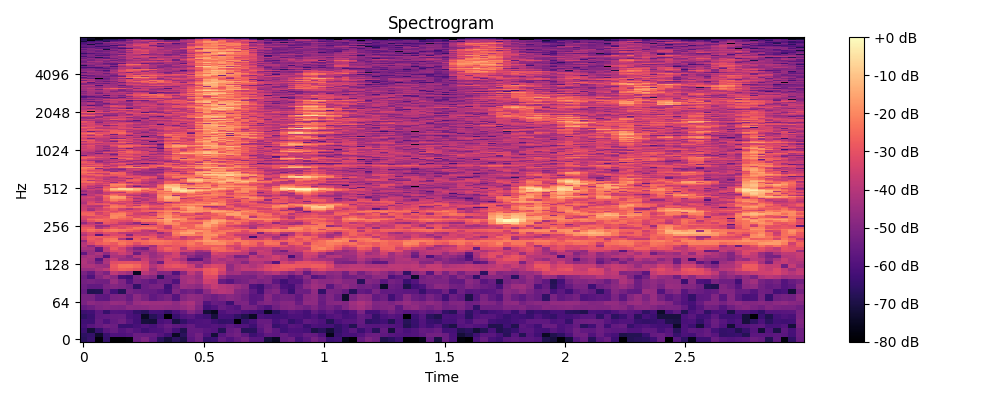 Spectrogram
Hz
4096
2048
1024
512
256
128
64
0
0
0.5
1
1.5
2
2.5
Time
+0 dB
-10 dB
-20 dB
-30 dB
-40 dB
-50 dB
-60 dB
-70 dB
-80 dB